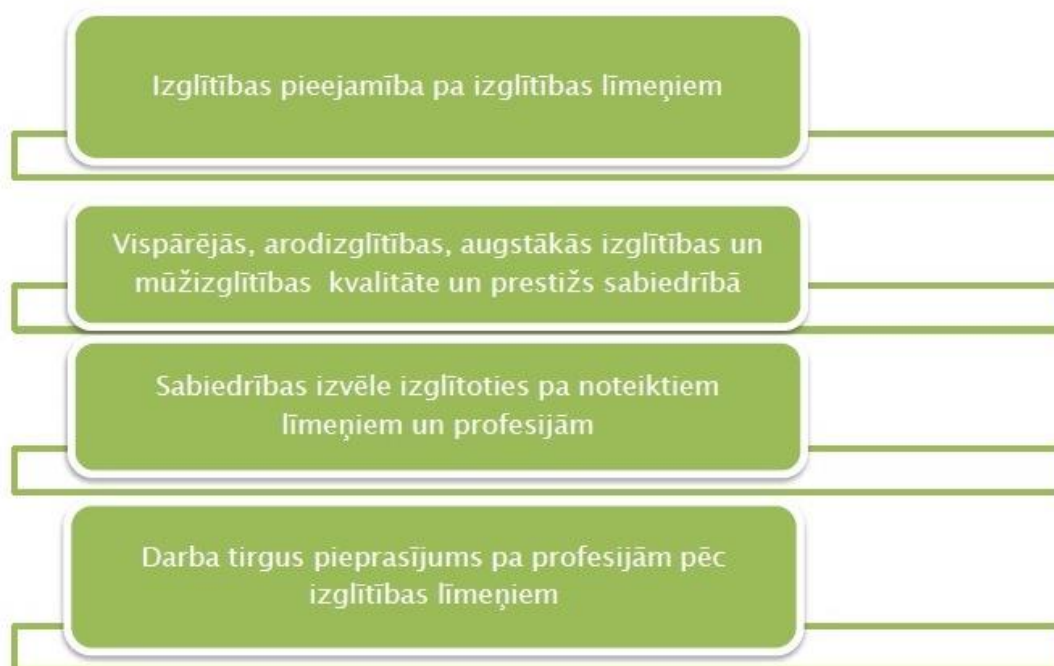 Izglītības pieejamība pa izglītības līmeņiem
Vispārējās, arodizglītības, augstākās izglītības un
mūžizglītības  kvalitāte un prestižs sabiedrībā
Sabiedrības izvēle izglītoties pa noteiktiem
līmeņiem un profesijām
Darba tirgus pieprasījums pa profesijām pēc
izglītības līmeņiem